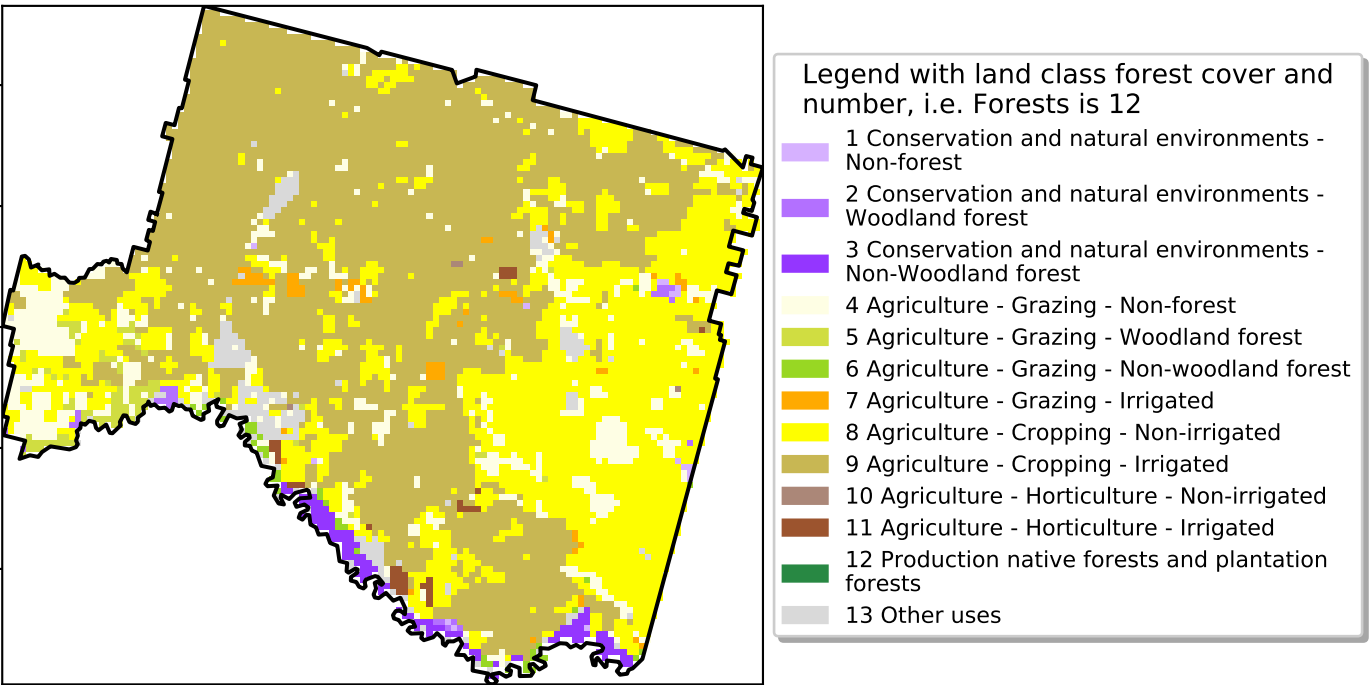 Legend with land class forest cover and
number, i.e. Forests is 12
1 Conservation and natural environments -
Non-forest
2 Conservation and natural environments -
Woodland forest
3 Conservation and natural environments -
Non-Woodland forest
4 Agriculture - Grazing - Non-forest
5 Agriculture - Grazing - Woodland forest
6 Agriculture - Grazing - Non-woodland forest
7 Agriculture - Grazing - Irrigated
8 Agriculture - Cropping - Non-irrigated
9 Agriculture - Cropping - Irrigated
10 Agriculture - Horticulture - Non-irrigated
11 Agriculture - Horticulture - Irrigated
12 Production native forests and plantation
forests
13 Other uses